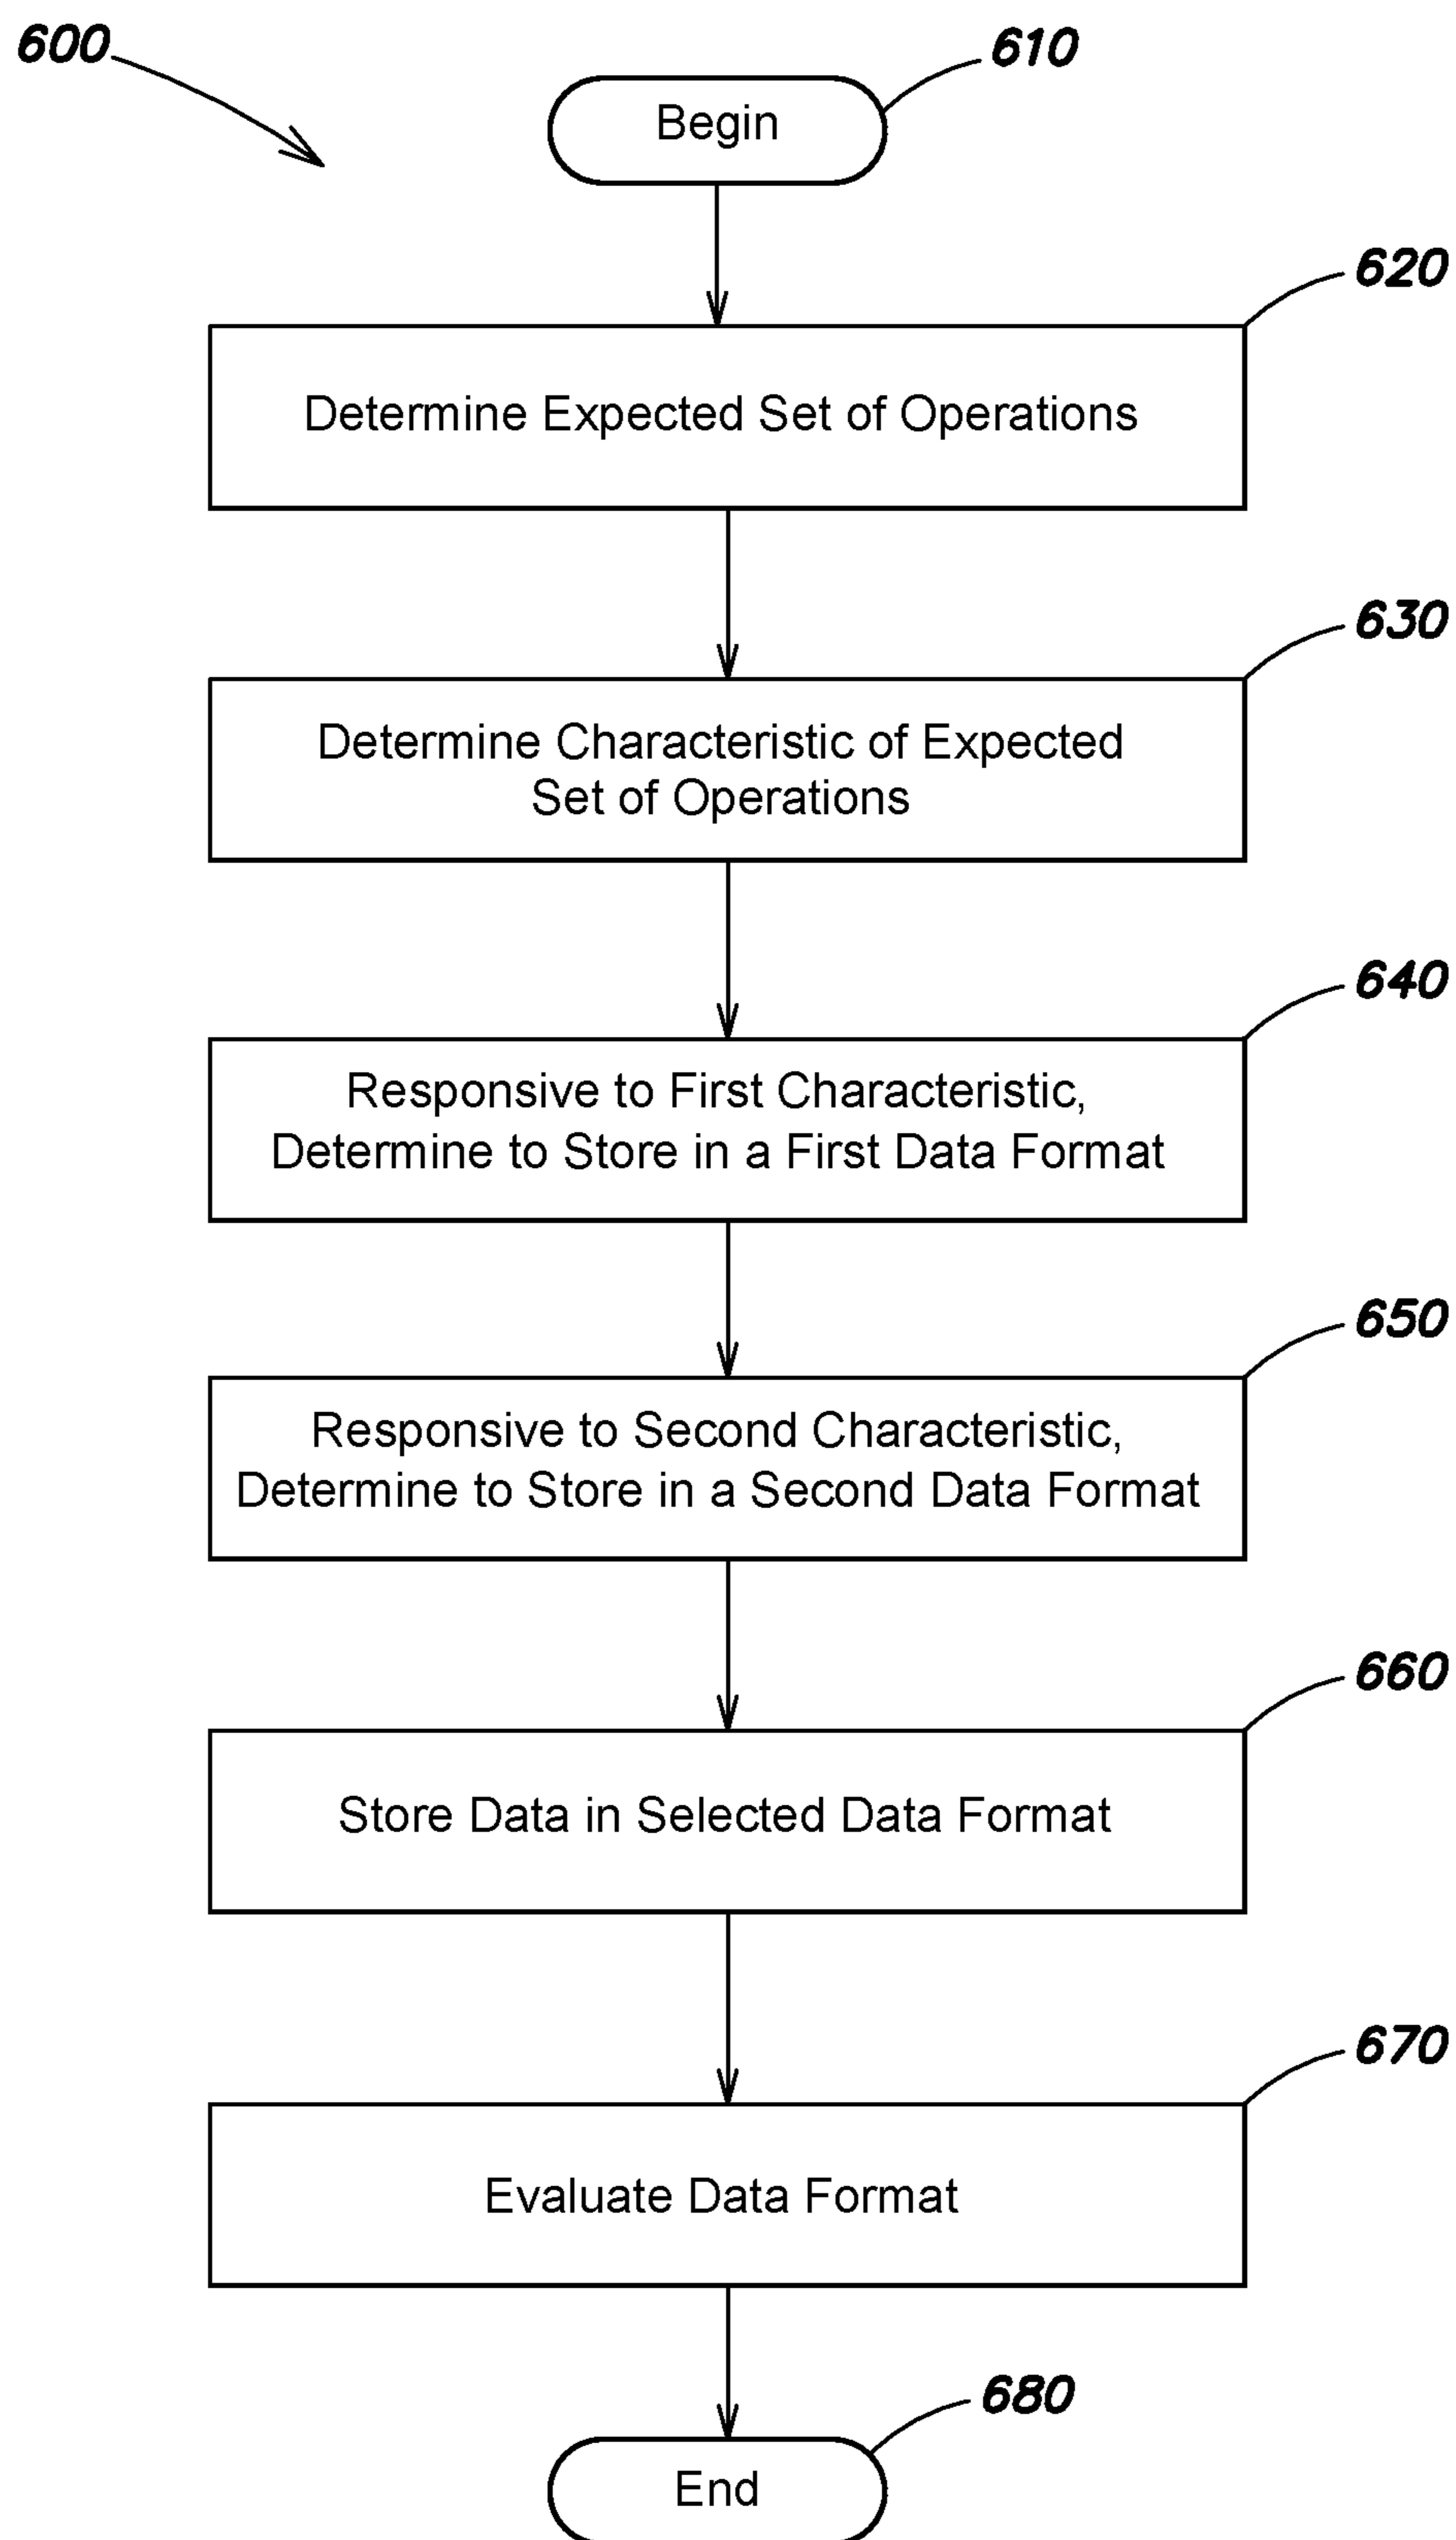 600
610
Begin
620
Determine Expected Set of Operations
630
Determine Characteristic of Expected
Set of Operations
640
Responsive to First Characteristic,
Determine to Store in a First Data Format
650
Responsive to Second Characteristic,
Determine to Store in a Second Data Format
660
Store Data in Selected Data Format
670
Evaluate Data Format
680
End